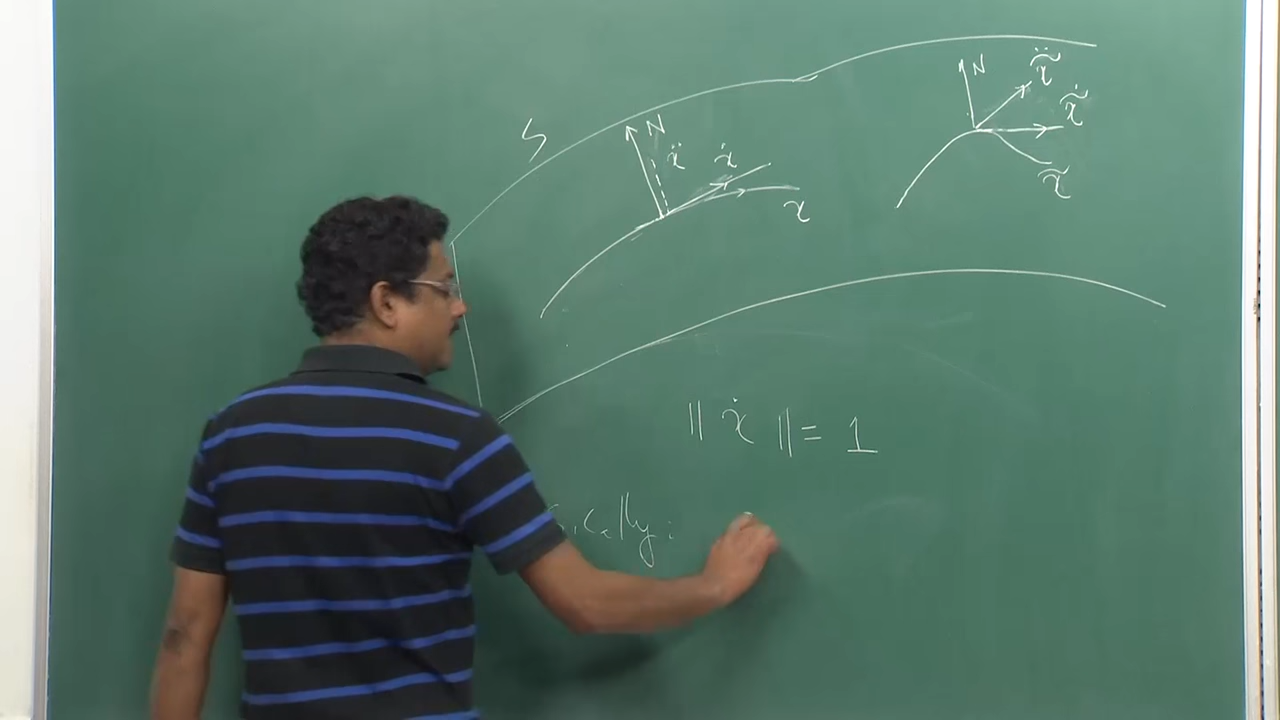 S
N
ẍ
ẋ
x
N
x̃̈
x̃̇
x̃
‖ ẋ ‖ = 1